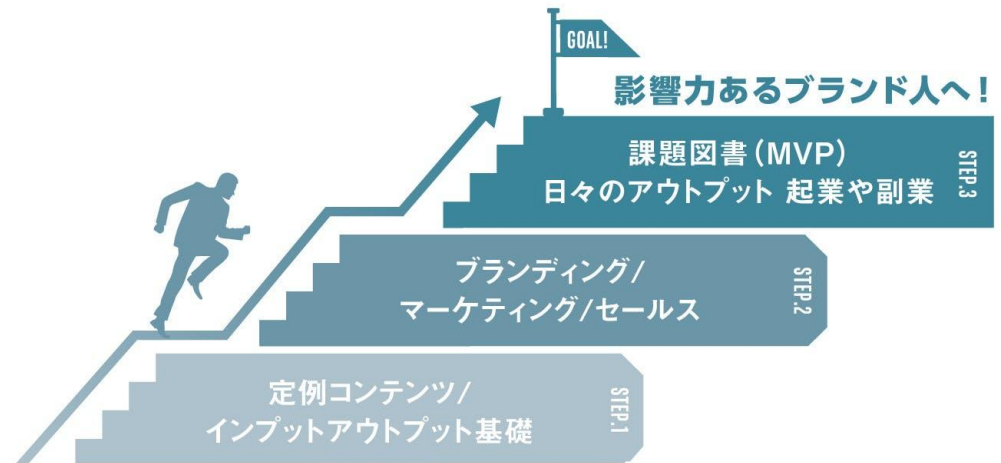 GOAL!
影響力あるブランド人へ！
課題図書（MVP）
日々のアウトプット 起業や副業
STEP.3
ブランディング/
マーケティング/セールス
STEP.2
定例コンテンツ/
インプットアウトプット基礎
STEP.1